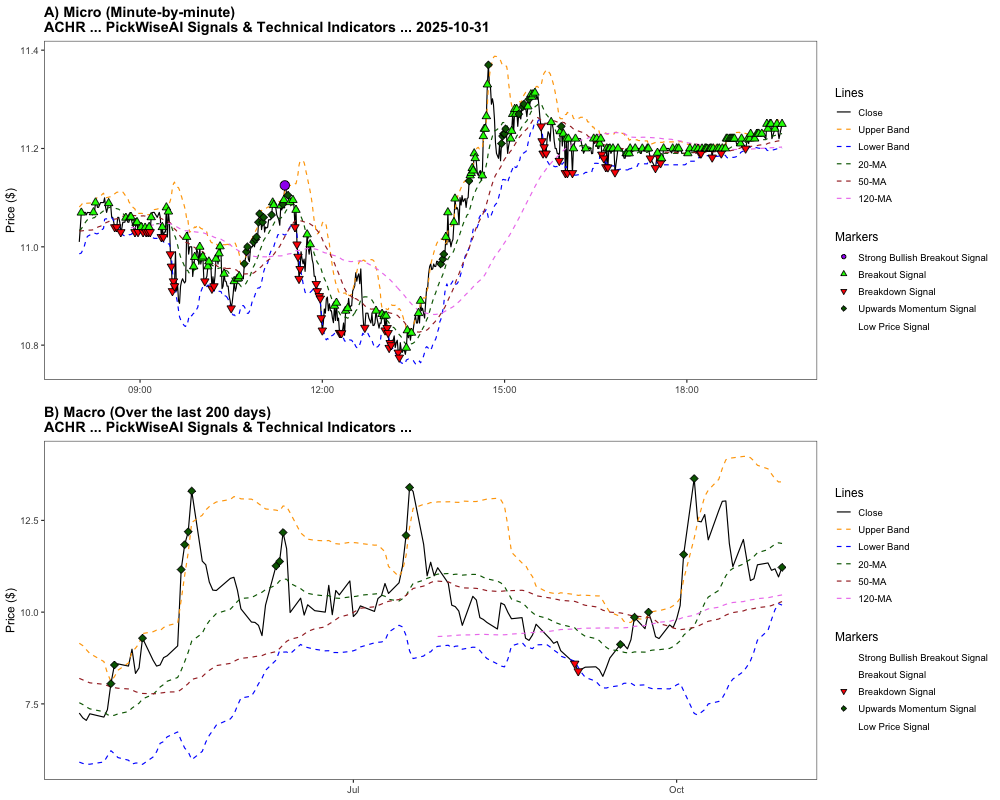 A) Micro (Minute-by-minute)
ACHR ... PickWiseAI Signals & Technical Indicators ... 2025-10-31
Price ($)
11.4
11.2
11.0
10.8
09:00
12:00
15:00
18:00
Lines
Close
Upper Band
Lower Band
20-MA
50-MA
120-MA
Markers
Strong Bullish Breakout Signal
Breakout Signal
Breakdown Signal
Upwards Momentum Signal
Low Price Signal
B) Macro (Over the last 200 days)
ACHR ... PickWiseAI Signals & Technical Indicators ...
Price ($)
12.5
10.0
7.5
Jul
Oct
Lines
Close
Upper Band
Lower Band
20-MA
50-MA
120-MA
Markers
Strong Bullish Breakout Signal
Breakout Signal
Breakdown Signal
Upwards Momentum Signal
Low Price Signal